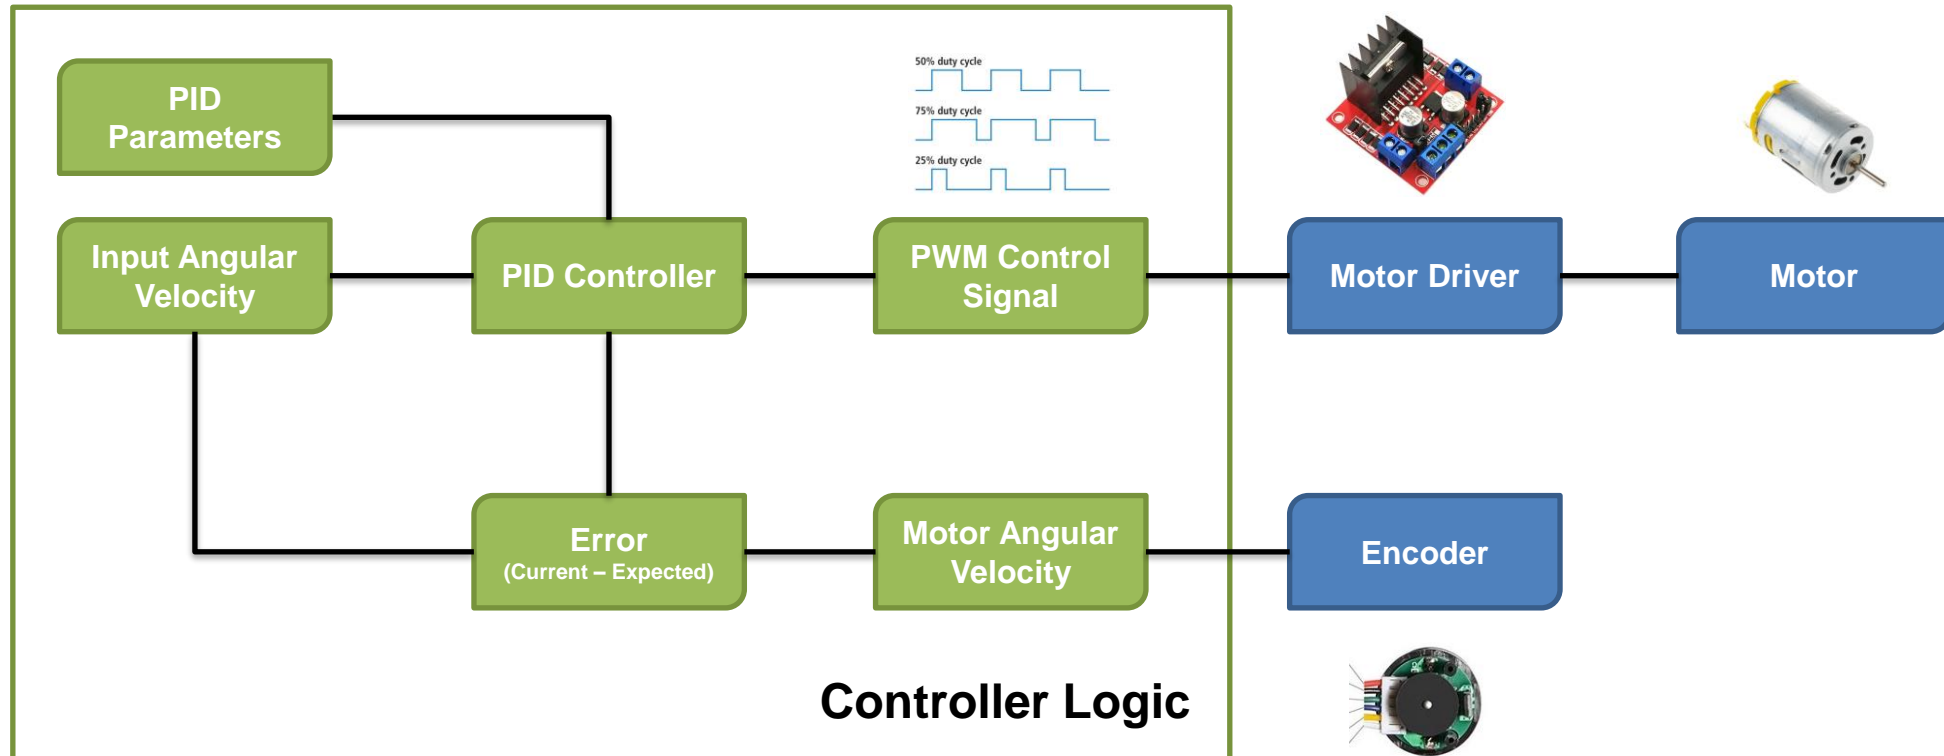 PID
Parameters
50% duty cycle
75% duty cycle
25% duty cycle
Input Angular
Velocity
PID Controller
PWM Control
Signal
Motor Driver
Motor
Error
(Current – Expected)
Motor Angular
Velocity
Encoder
Controller Logic